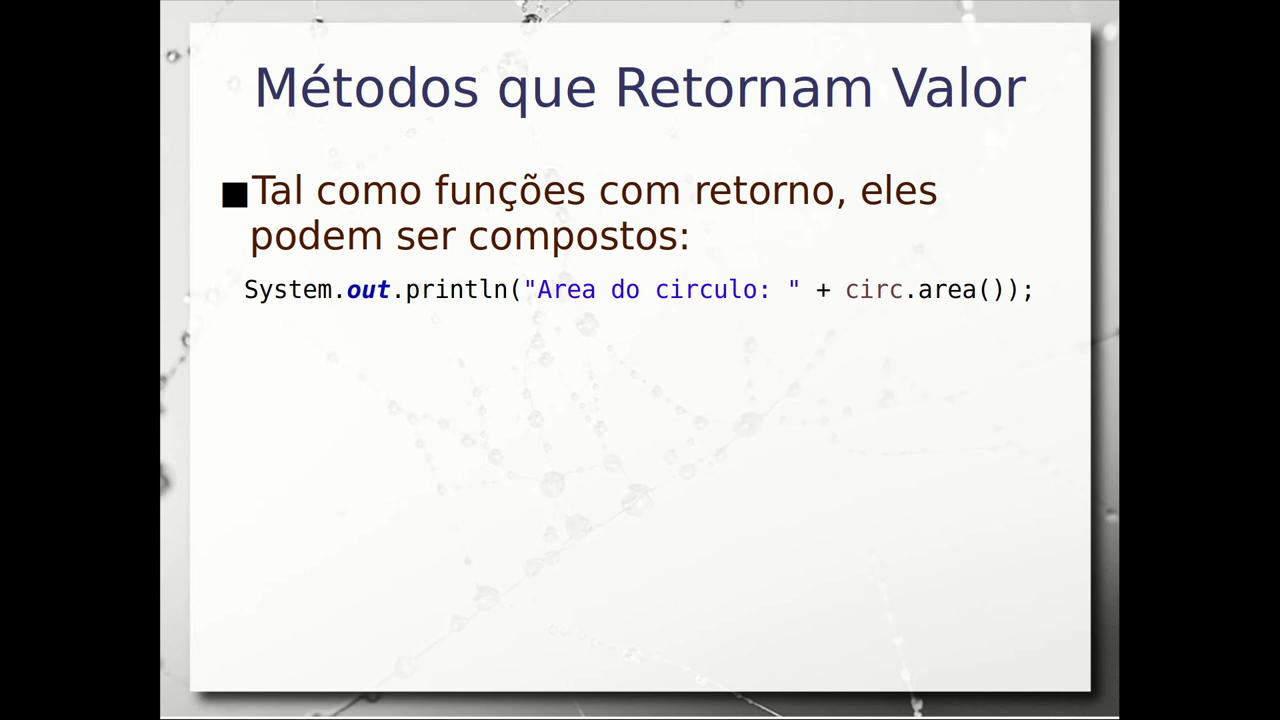 Métodos que Retornam Valor
■Tal como funções com retorno, eles
podem ser compostos:
System.out.println("Area do circulo: " + circ.area());